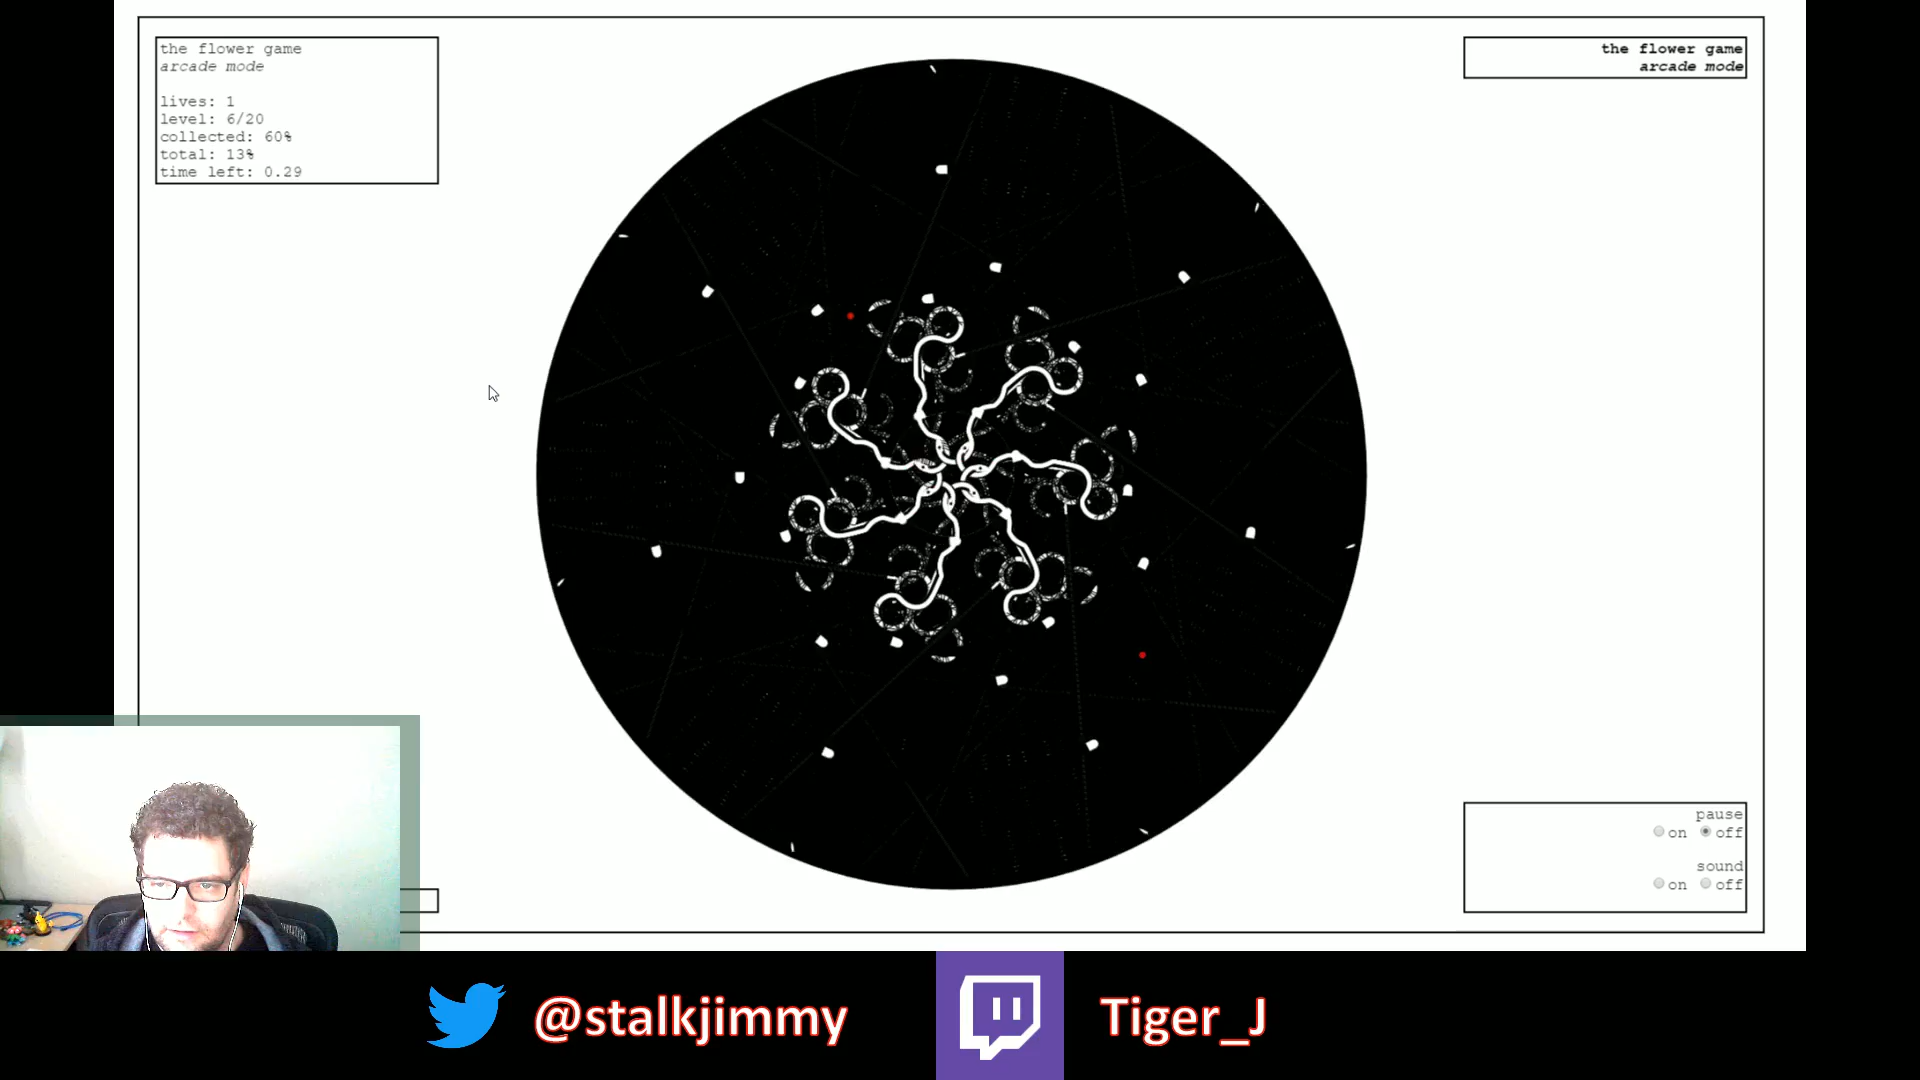 the flower game
arcade mode
lives: 1
level: 6/20
collected: 60%
total: 13%
time left: 0.29
the flower game
arcade mode
pause
on off
sound
on off
@stalkjimmy
Tiger_J